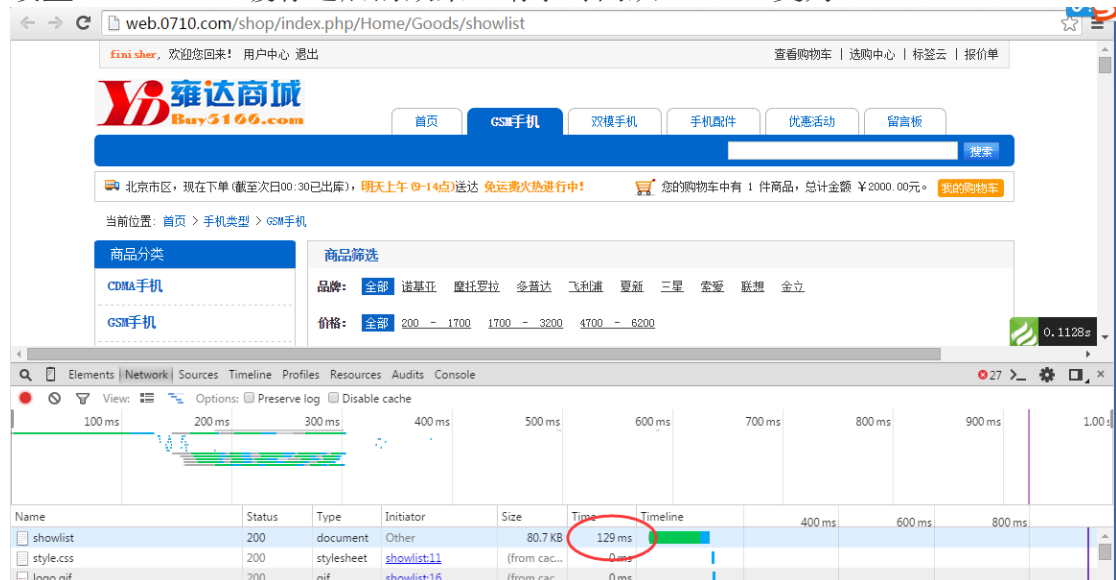 web.0710.com/shop/index.php/Home/Goods/showlist
finisher, 欢迎您回来! 用户中心 退出 查看购物车 | 选购中心 | 标签云 | 报价单
雍达商城
Buy5166.com
首页 GSM手机 双模手机 手机配件 优惠活动 留言板
搜索
北京市区，现在下单(截至次日00:30已出库)，明天上午(9-14点)送达 免运费火热进行中! 您的购物车中有 1 件商品，总计金额 ￥2000.00元。 我的购物车
当前位置: 首页 > 手机类型 > GSM手机
商品分类 商品筛选
CDMA手机 品牌: 全部 诺基亚 摩托罗拉 多普达 飞利浦 夏新 三星 索爱 联想 金立
GSM手机 价格: 全部 200 - 1700 1700 - 3200 4700 - 6200
0.1128s
Elements Network Sources Timeline Profiles Resources Audits Console 27
View: Options: Preserve log Disable cache
100 ms 200 ms 300 ms 400 ms 500 ms 600 ms 700 ms 800 ms 900 ms 1.00 s
Name Status Type Initiator Size Time Timeline 400 ms 600 ms 800 ms
showlist 200 document Other 80.7 KB 129 ms
style.css 200 stylesheet showlist:11 (from cac... 0 ms
logo.gif 200 gif showlist:16 (from cac... 0 ms